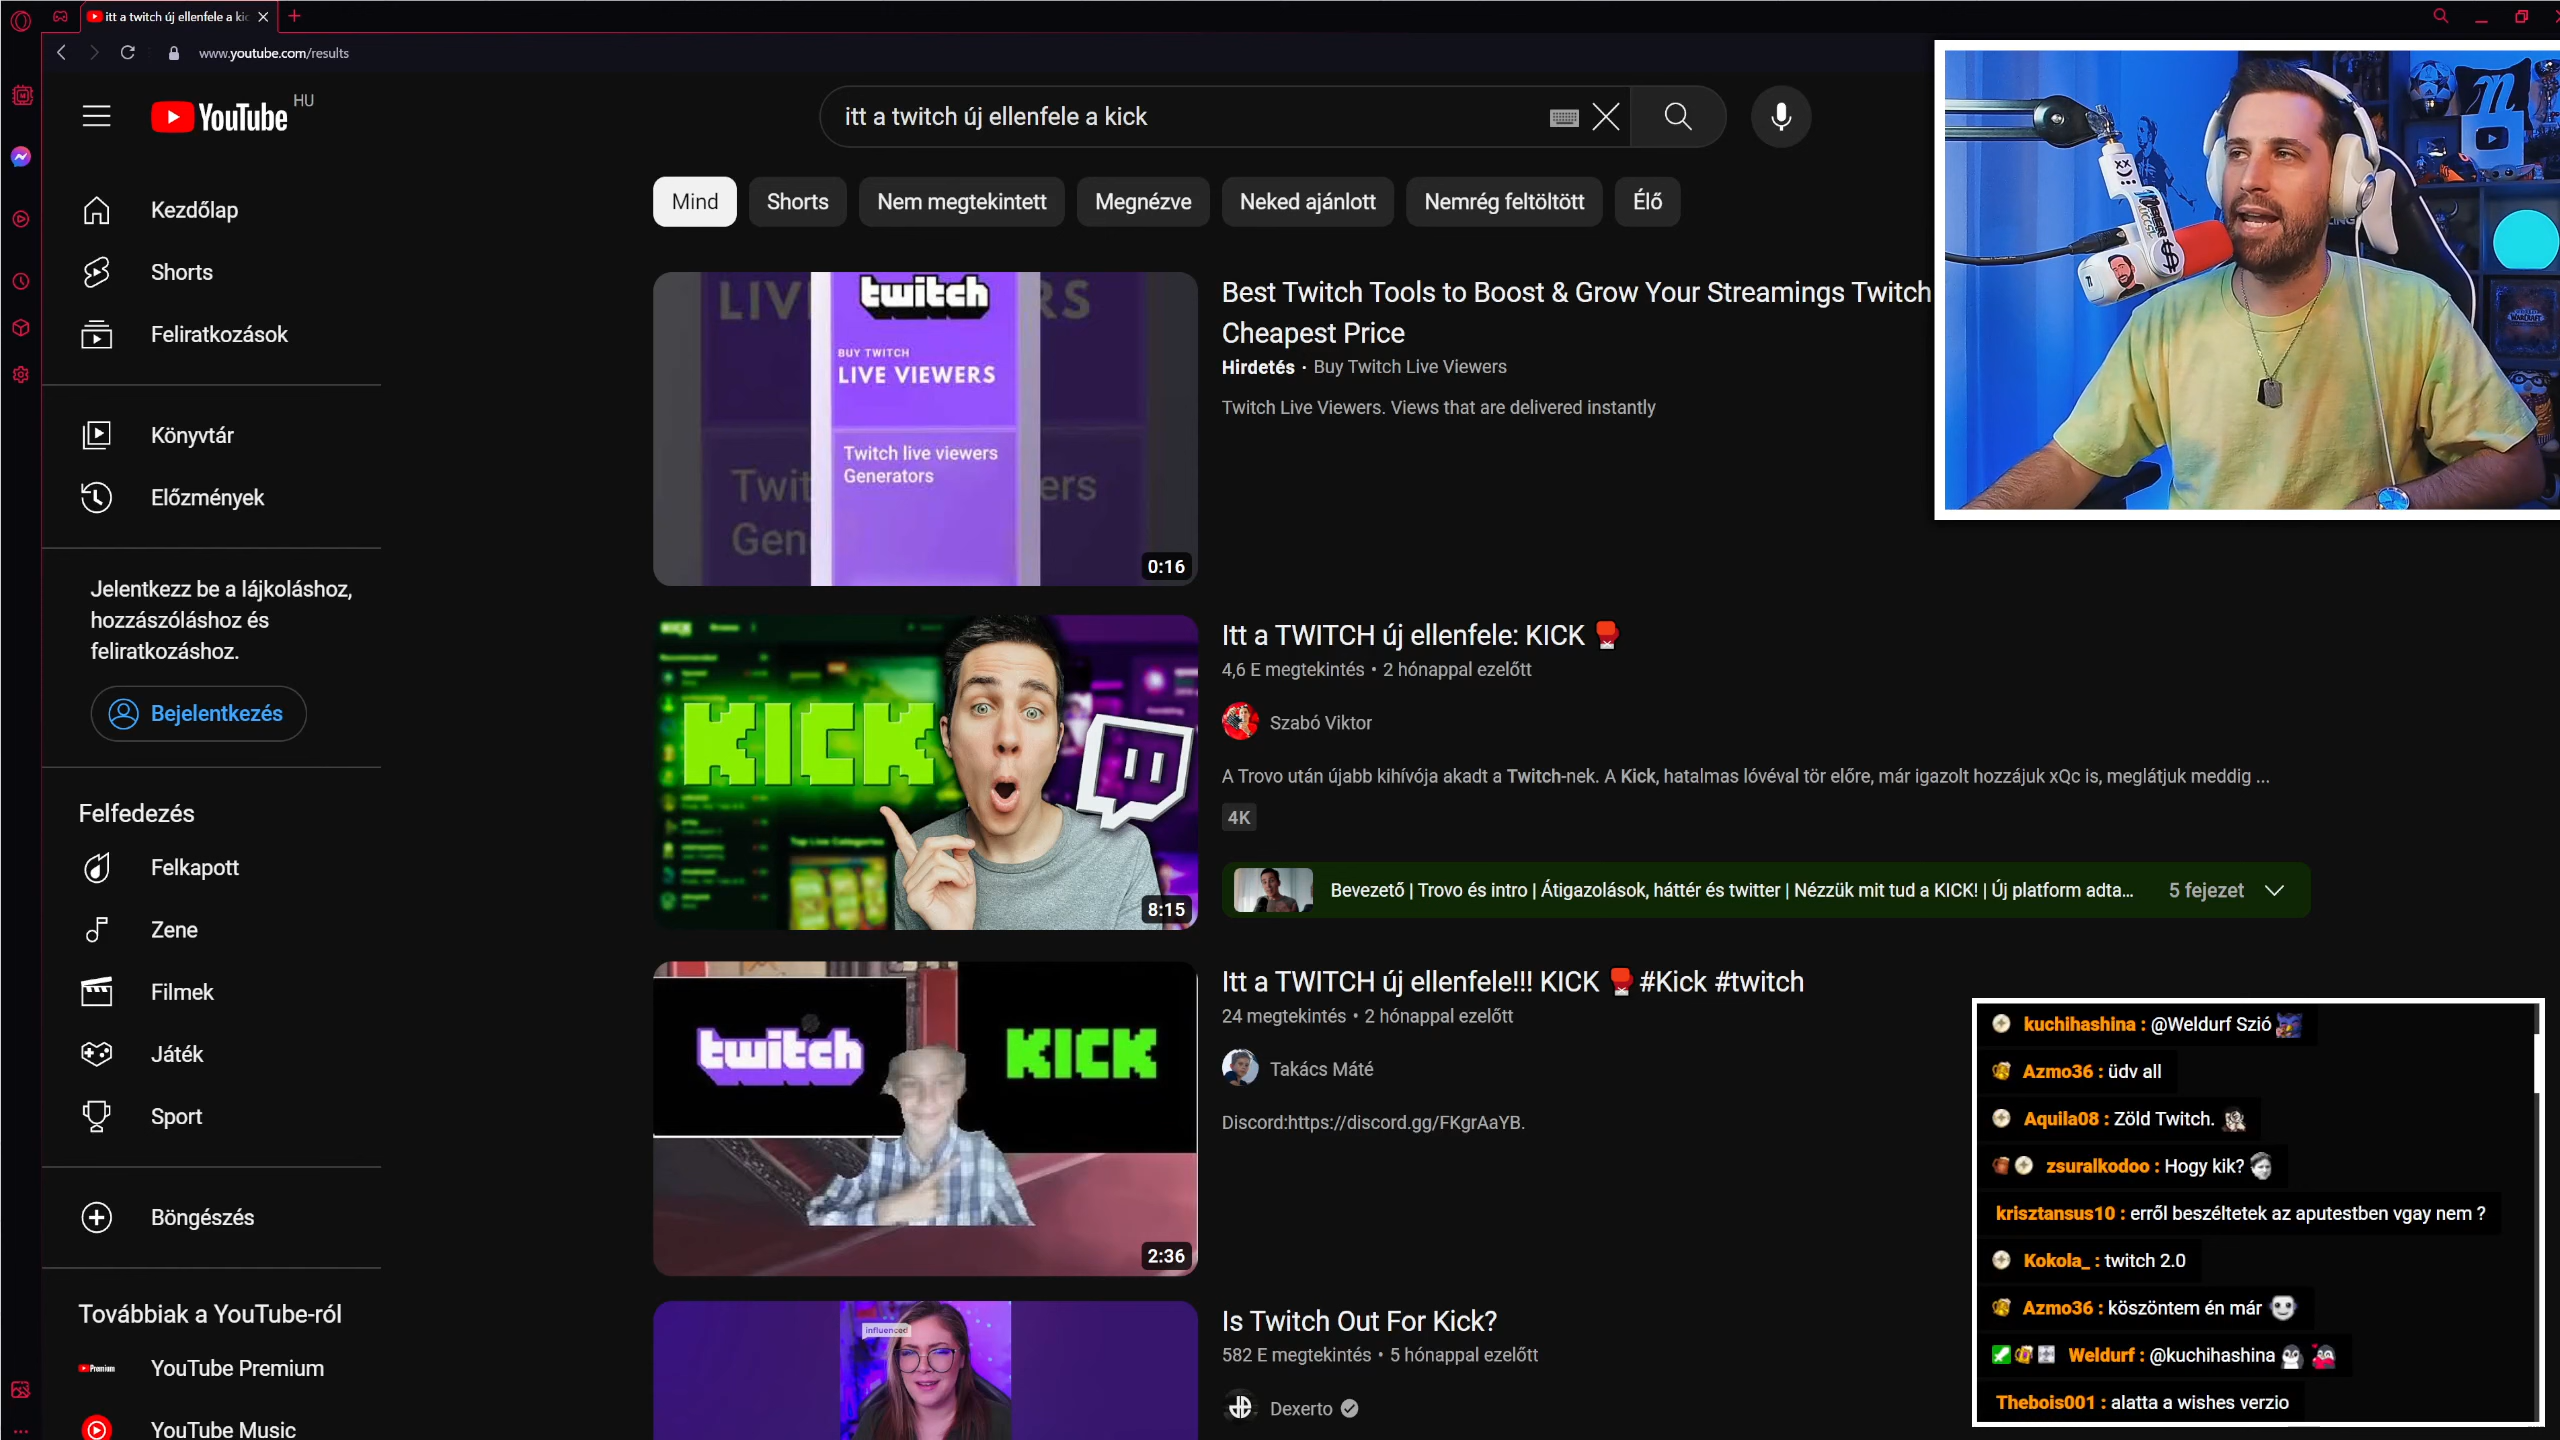 itt a twitch új ellenfele a kic
www.youtube.com/results
YouTube HU
itt a twitch új ellenfele a kick
Mind
Shorts
Nem megtekintett
Megnézve
Neked ajánlott
Nemrég feltöltött
Élő
Kezdőlap
Shorts
Feliratkozások
Könyvtár
Előzmények
Jelentkezz be a lájkoláshoz,
hozzászóláshoz és
feliratkozáshoz.
Bejelentkezés
Felfedezés
Felkapott
Zene
Filmek
Játék
Sport
Böngészés
Továbbiak a YouTube-ról
Premium
YouTube Premium
YouTube Music
twitch
BUY TWITCH
LIVE VIEWERS
Twitch live viewers
Generators
0:16
Best Twitch Tools to Boost & Grow Your Streamings Twitch
Cheapest Price
Hirdetés • Buy Twitch Live Viewers
Twitch Live Viewers. Views that are delivered instantly
KICK
Top Live Categories
8:15
Itt a TWITCH új ellenfele: KICK 🥊
4,6 E megtekintés • 2 hónappal ezelőtt
Szabó Viktor
A Trovo után újabb kihívója akadt a Twitch-nek. A Kick, hatalmas lóvéval tör előre, már igazolt hozzájuk xQc is, meglátjuk meddig ...
4K
Bevezető | Trovo és intro | Átigazolások, háttér és twitter | Nézzük mit tud a KICK! | Új platform adta...
5 fejezet
twitch
KICK
2:36
Itt a TWITCH új ellenfele!!! KICK 🥊 #Kick #twitch
24 megtekintés • 2 hónappal ezelőtt
Takács Máté
Discord:https://discord.gg/FKgrAaYB.
influenced
Is Twitch Out For Kick?
582 E megtekintés • 5 hónappal ezelőtt
Dexerto
kuchihashina : @Weldurf Szió
Azmo36 : üdv all
Aquila08 : Zöld Twitch.
zsuralkodoo : Hogy kik?
krisztansus10 : erről beszéltetek az aputestben vgay nem ?
Kokola_ : twitch 2.0
Azmo36 : köszöntem én már
Weldurf : @kuchihashina
Thebois001 : alatta a wishes verzio